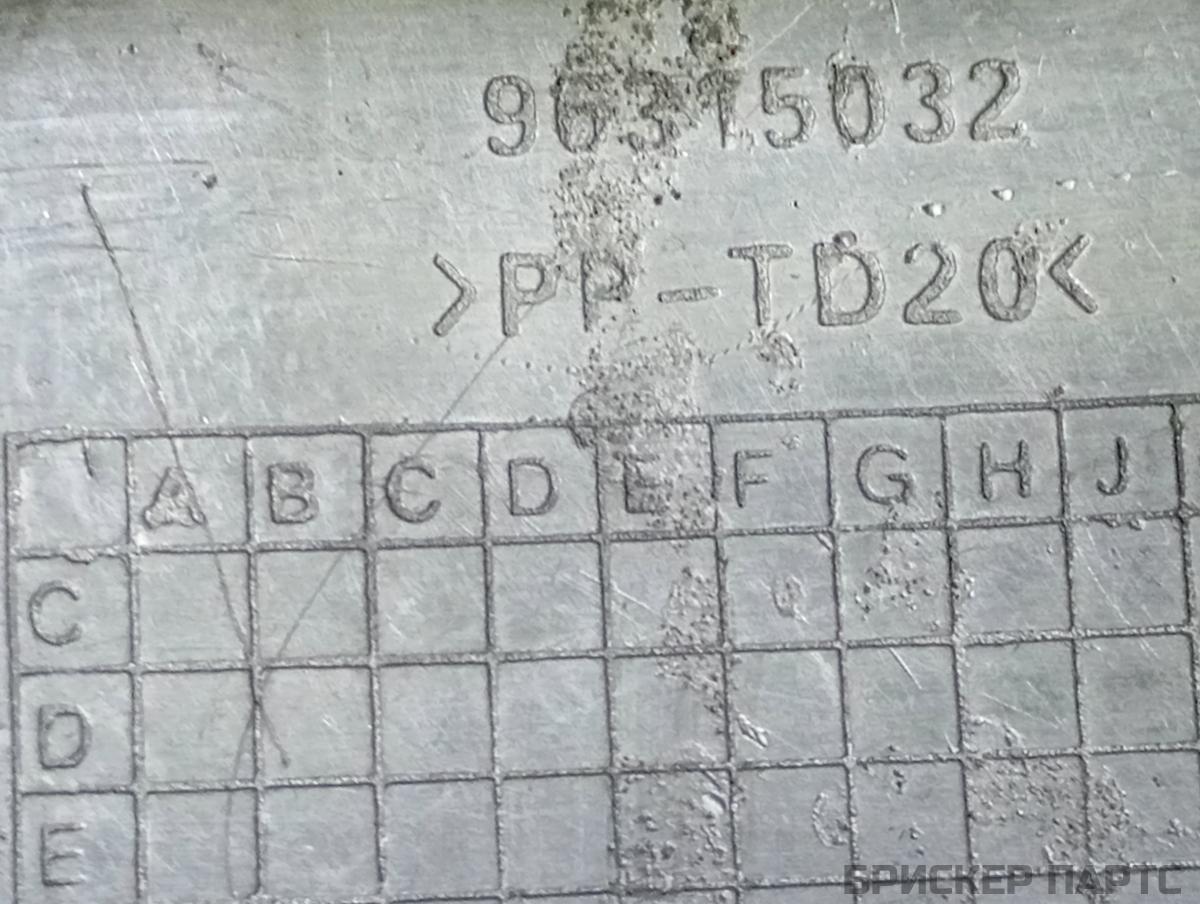 96315032
>PP-TD20<
A B C D E F G H J
C
D
E
БРИСКЕР ПАРТС